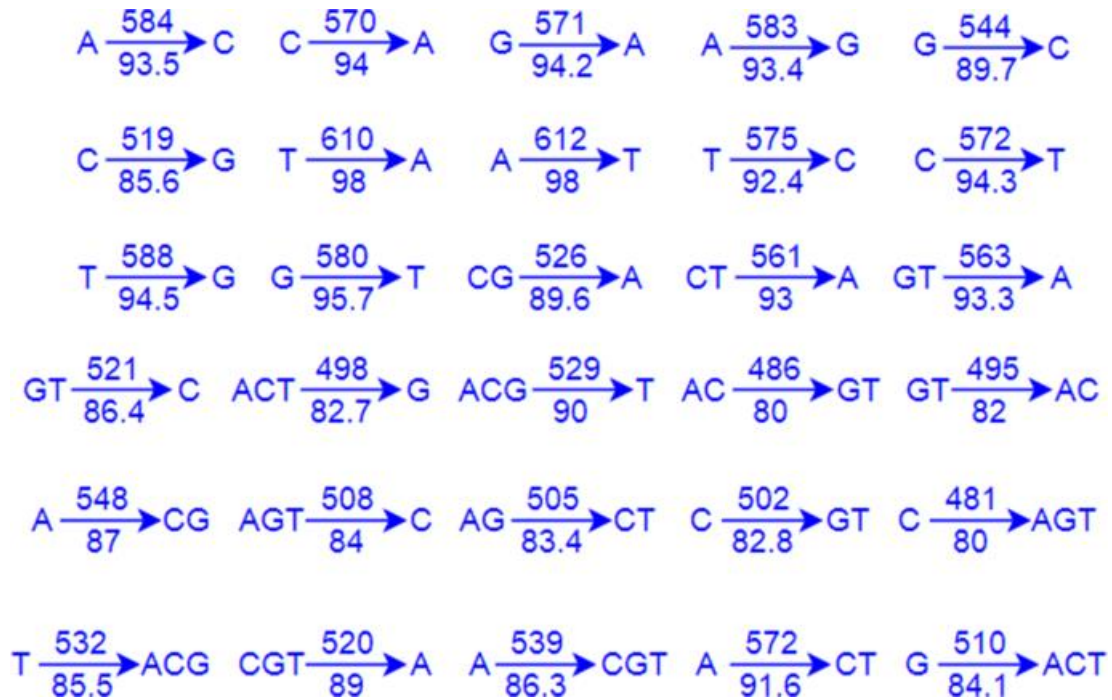 A 584 93.5 C C 570 94 A G 571 94.2 A A 583 93.4 G G 544 89.7 C
C 519 85.6 G T 610 98 A A 612 98 T T 575 92.4 C C 572 94.3 T
T 588 94.5 G G 580 95.7 T CG 526 89.6 A CT 561 93 A GT 563 93.3 A
GT 521 86.4 C ACT 498 82.7 G ACG 529 90 T AC 486 80 GT GT 495 82 AC
A 548 87 CG AGT 508 84 C AG 505 83.4 CT C 502 82.8 GT C 481 80 AGT
T 532 85.5 ACG CGT 520 89 A A 539 86.3 CGT A 572 91.6 CT G 510 84.1 ACT